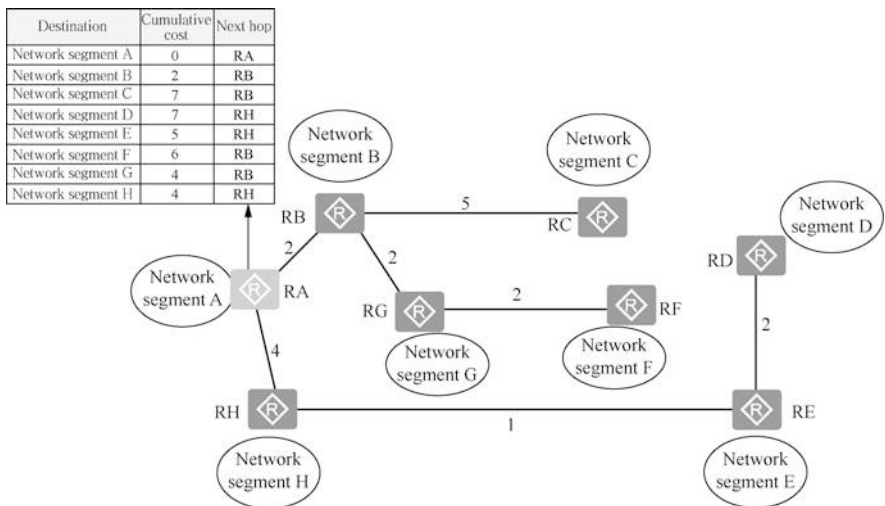 Destination Cumulative cost Next hop
Network segment A 0 RA
Network segment B 2 RB
Network segment C 7 RB
Network segment D 7 RH
Network segment E 5 RH
Network segment F 6 RB
Network segment G 4 RB
Network segment H 4 RH
Network
segment B
Network
segment C
Network
segment D
RB
R
5
RC
R
RD
R
2
2
Network
segment A
R
RA
RG
R
2
R
RF
2
Network
segment G
Network
segment F
4
RH
R
1
R
RE
Network
segment H
Network
segment E